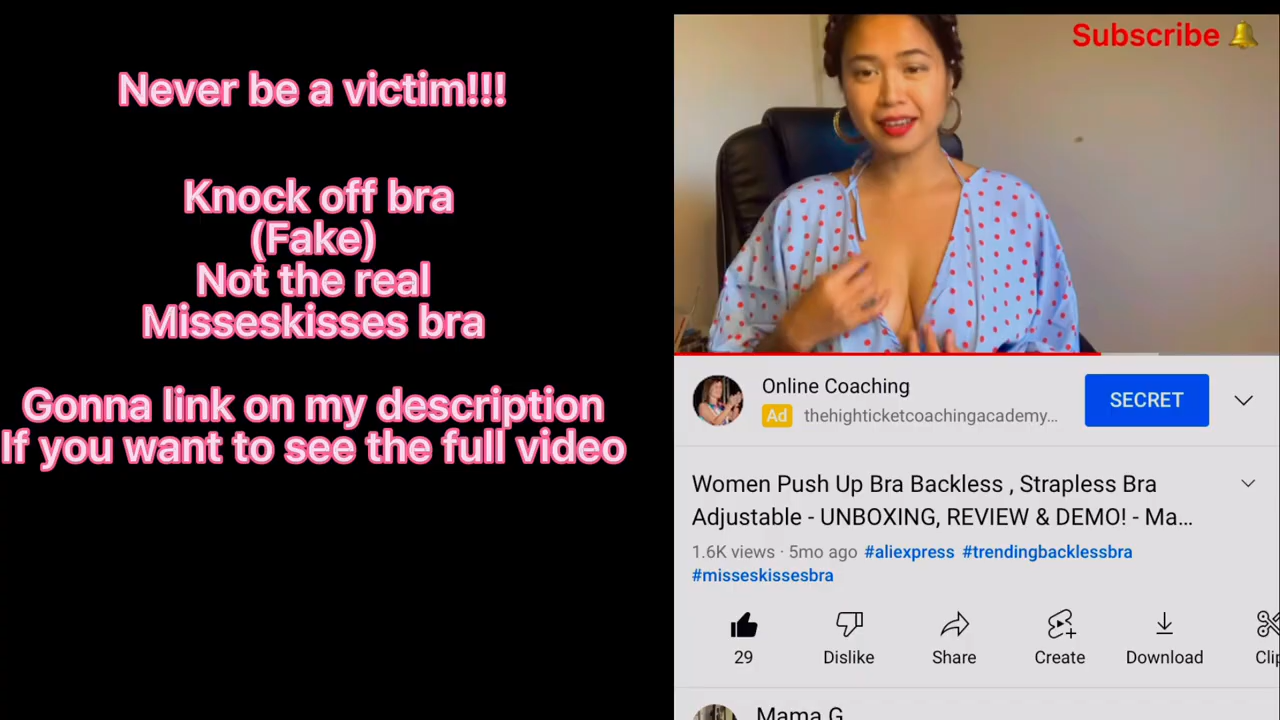 Never be a victim!!!
Knock off bra
(Fake)
Not the real
Misseskisses bra
Gonna link on my description
If you want to see the full video
Subscribe
Online Coaching
Ad thehighticketcoachingacademy...
SECRET
Women Push Up Bra Backless , Strapless Bra
Adjustable - UNBOXING, REVIEW & DEMO! - Ma...
1.6K views · 5mo ago #aliexpress #trendingbacklessbra
#misseskissesbra
29 Dislike Share Create Download Clip
Mama G